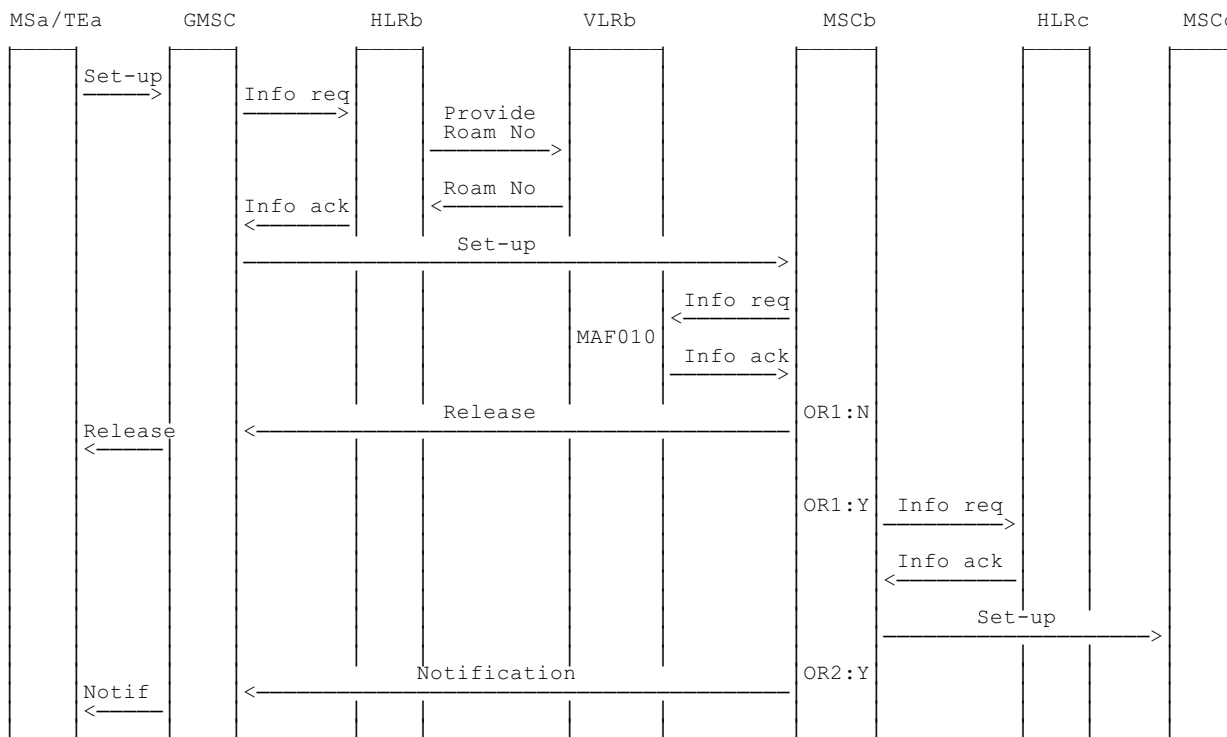 MSa/TEa GMSC HLRb VLRb MSCb HLRc MSCc
Set-up
Info req
Provide
Roam No
Roam No
Info ack
Set-up
Info req
MAF010
Info ack
Release OR1:N
Release
OR1:Y Info req
Info ack
Set-up
Notification OR2:Y
Notif